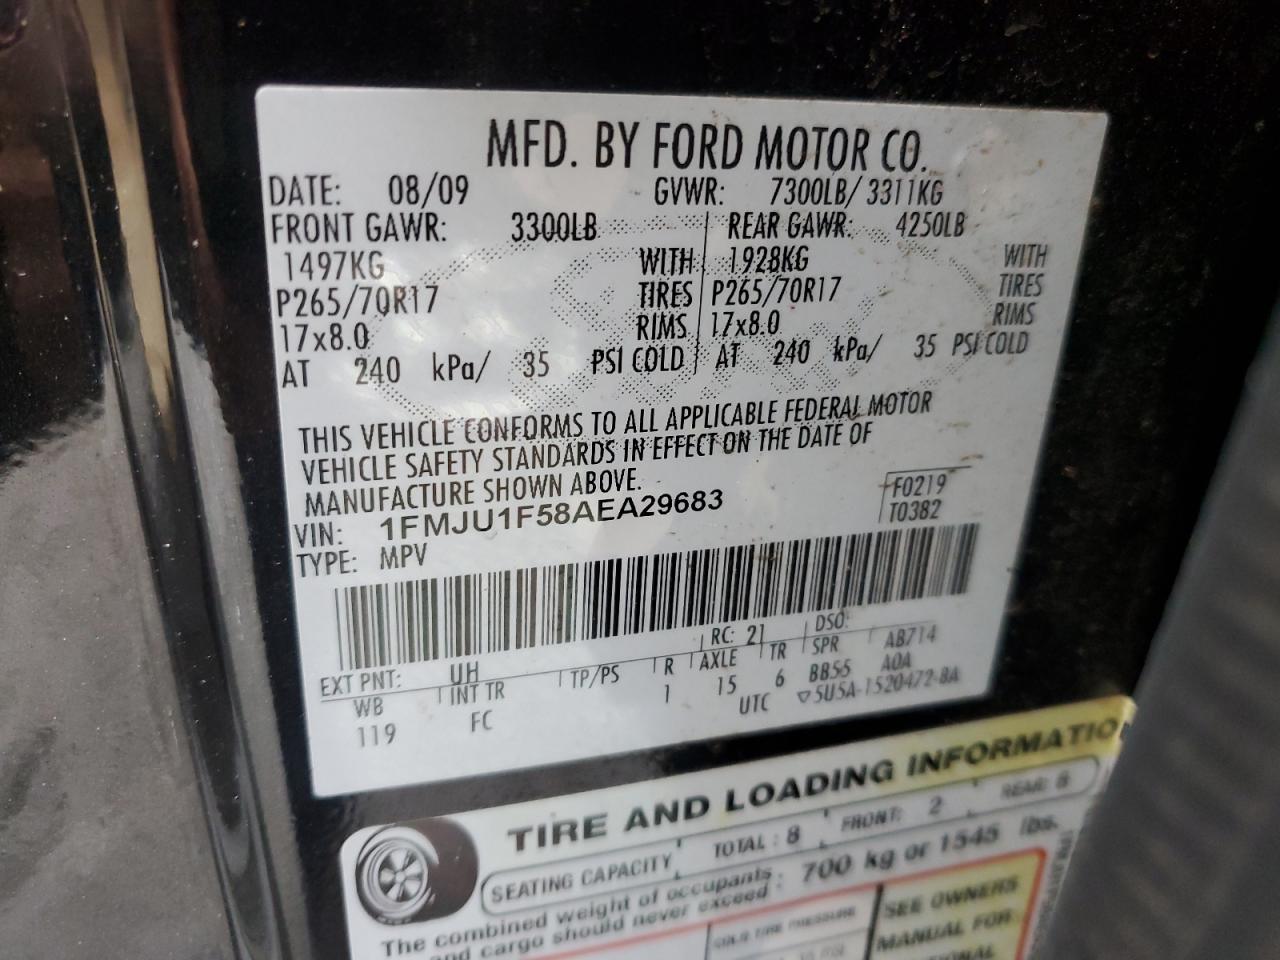 MFD. BY FORD MOTOR CO.
DATE: 08/09 GVWR: 7300LB/ 3311KG
FRONT GAWR: 3300LB REAR GAWR: 4250LB
1497KG WITH 1928KG WITH
P265/70R17 TIRES P265/70R17 TIRES
17x8.0 RIMS 17x8.0 RIMS
AT 240 kPa/ 35 PSI COLD AT 240 kPa/ 35 PSI COLD
THIS VEHICLE CONFORMS TO ALL APPLICABLE FEDERAL MOTOR
VEHICLE SAFETY STANDARDS IN EFFECT ON THE DATE OF
MANUFACTURE SHOWN ABOVE.
F0219
VIN: 1FMJU1F58AEA29683 T0382
TYPE: MPV
EXT PNT: UH RC: 21 DSO:
WB INT TR TP/PS R AXLE TR SPR AB714
119 FC 1 15 6 BB55 A0A
UTC ▽5U5A-1520472-BA
TIRE AND LOADING INFORMATIO
SEATING CAPACITY TOTAL : 8 FRONT: 2 REAR: 6
The combined weight of occupants : 700 kg or 1545 lbs.
and cargo should never exceed :
COLD TIRE PRESSURE SEE OWNERS
MANUAL FOR